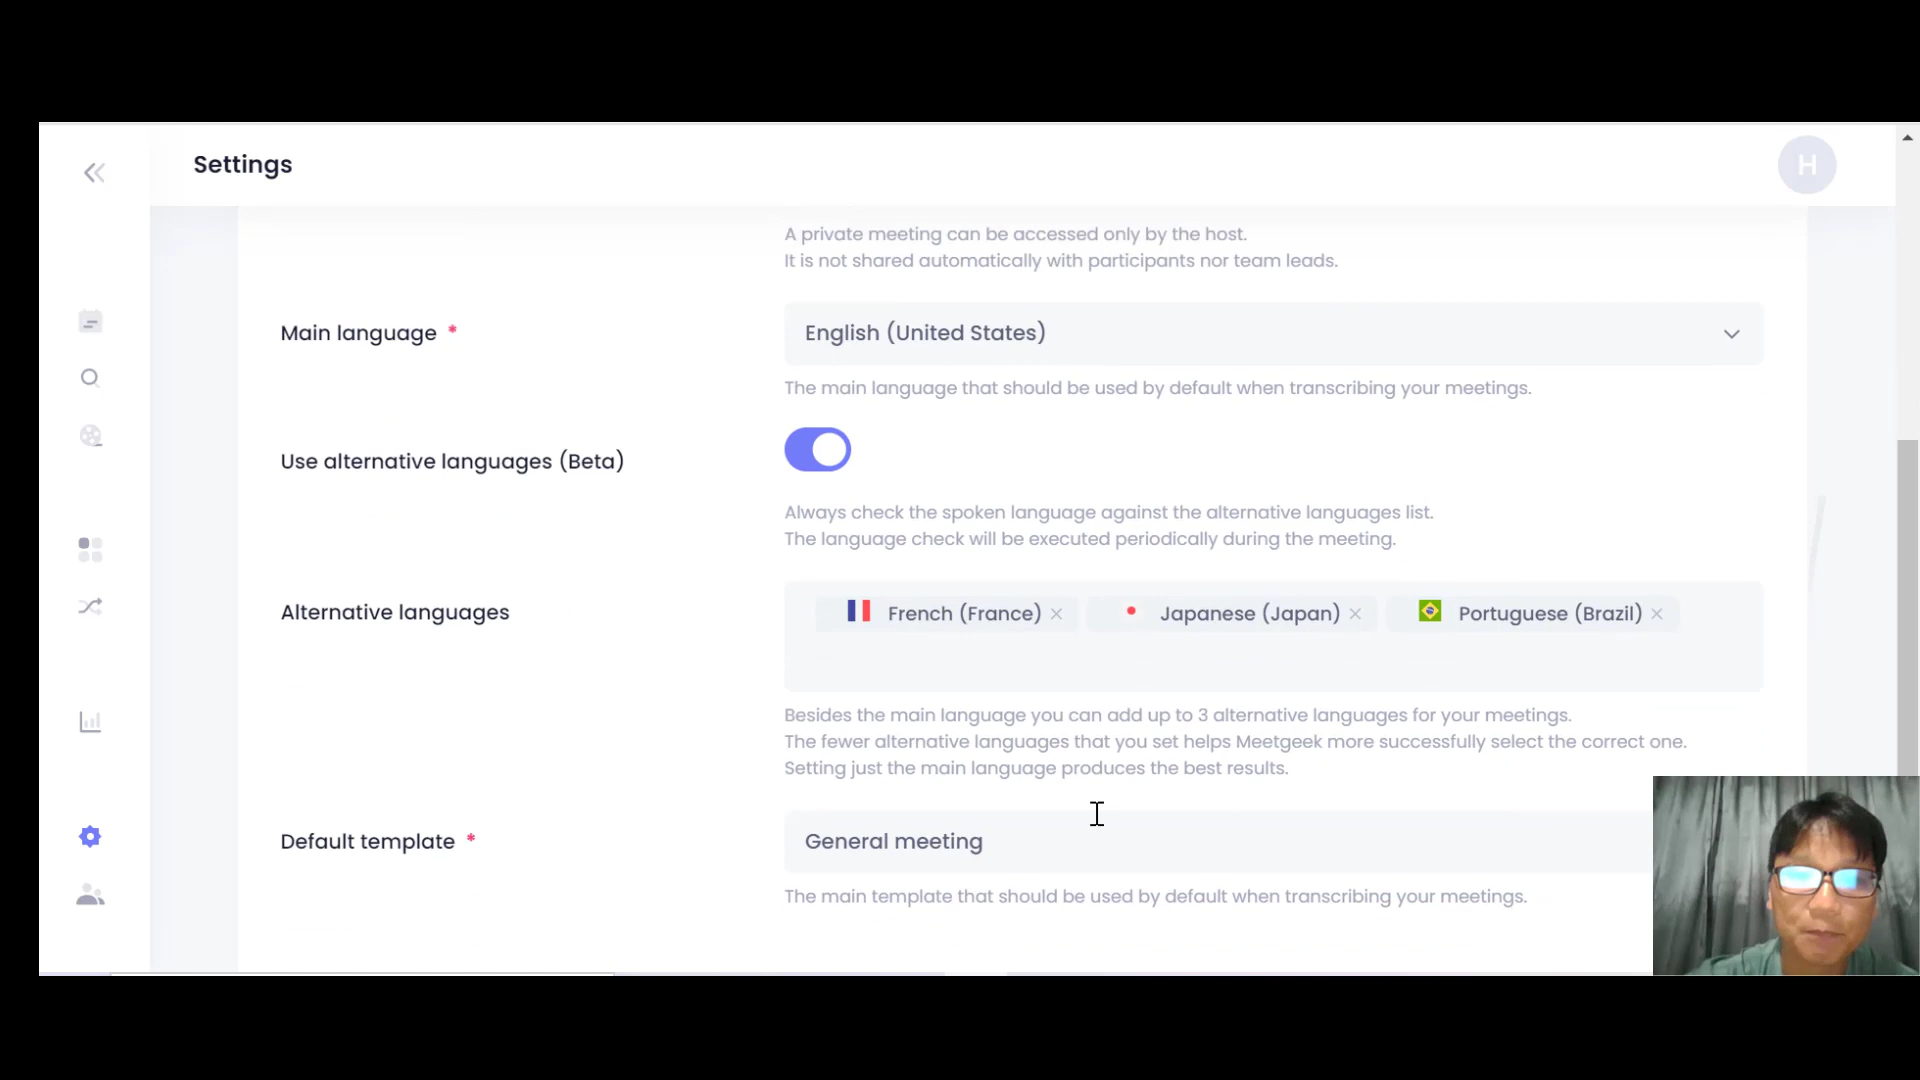 Settings
H
A private meeting can be accessed only by the host.
It is not shared automatically with participants nor team leads.
Main language *
English (United States)
The main language that should be used by default when transcribing your meetings.
Use alternative languages (Beta)
Always check the spoken language against the alternative languages list.
The language check will be executed periodically during the meeting.
Alternative languages
French (France) × Japanese (Japan) × Portuguese (Brazil) ×
Besides the main language you can add up to 3 alternative languages for your meetings.
The fewer alternative languages that you set helps Meetgeek more successfully select the correct one.
Setting just the main language produces the best results.
Default template *
General meeting
The main template that should be used by default when transcribing your meetings.